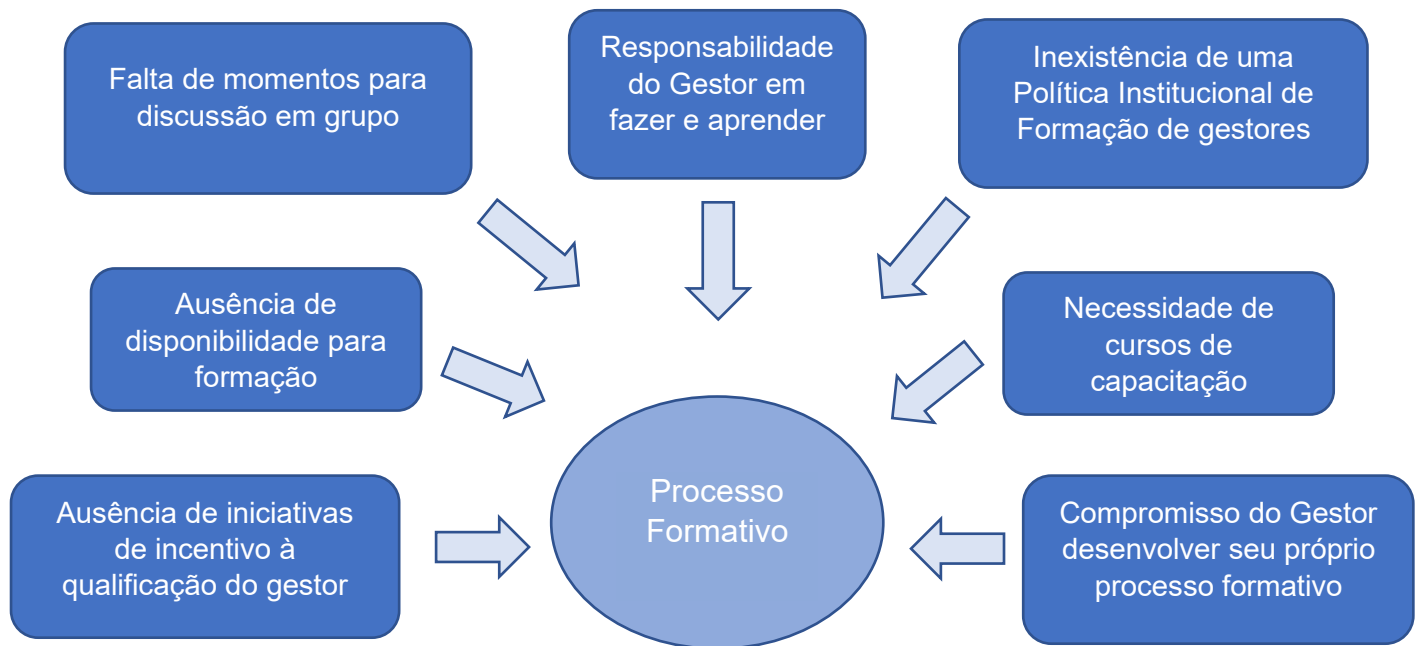 Falta de momentos para
discussão em grupo
Responsabilidade
do Gestor em
fazer e aprender
Inexistência de uma
Política Institucional de
Formação de gestores
Ausência de
disponibilidade para
formação
Necessidade de
cursos de
capacitação
Ausência de iniciativas
de incentivo à
qualificação do gestor
Processo
Formativo
Compromisso do Gestor
desenvolver seu próprio
processo formativo